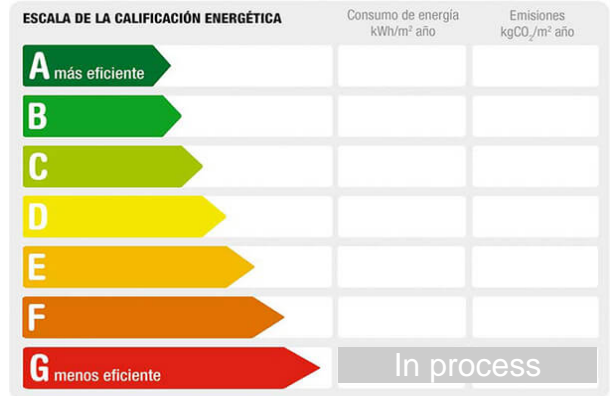 ESCALA DE LA CALIFICACIÓN ENERGÉTICA
Consumo de energía
kWh/m² año
Emisiones
kgCO₂/m² año
A más eficiente
B
C
D
E
F
G menos eficiente
In process